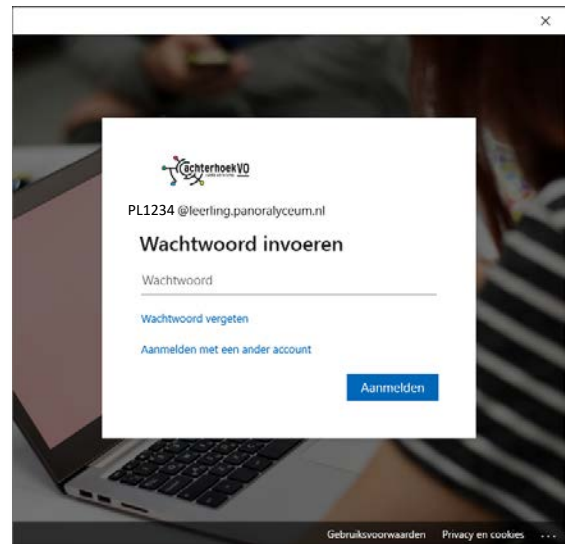 achterhoekVO
PL1234 @leerling.panoralyceum.nl
Wachtwoord invoeren
Wachtwoord
Wachtwoord vergeten
Aanmelden met een ander account
Aanmelden
Gebruiksvoorwaarden Privacy en cookies ...